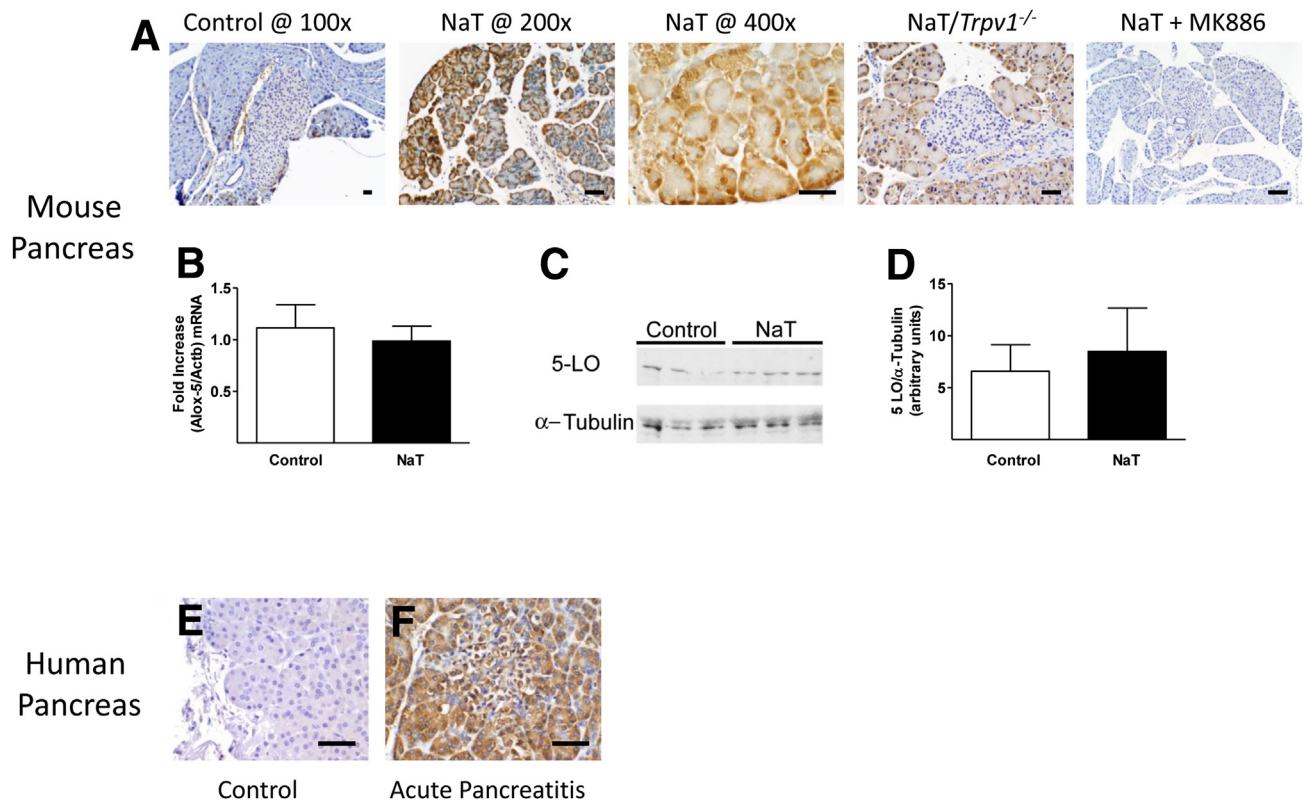 A
Control @ 100x
NaT @ 200x
NaT @ 400x
NaT/Trpv1-/-
NaT + MK886
Mouse
Pancreas
B
Fold Increase
(Alox-5/Actb) mRNA
1.5
1.0
0.5
Control
NaT
C
Control
NaT
5-LO
α-Tubulin
D
5 LO/α-Tubulin
(arbitrary units)
15
10
5
Control
NaT
Human
Pancreas
E
F
Control
Acute Pancreatitis